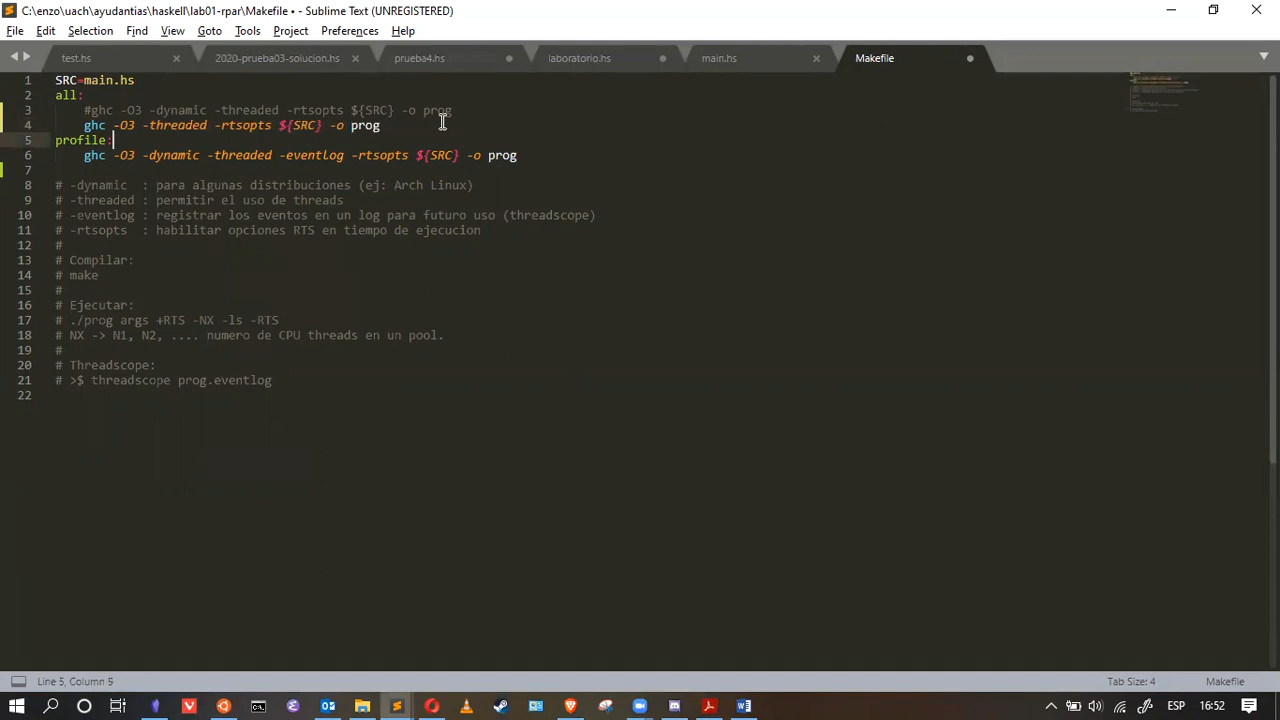 C:\enzo\uach\ayudantias\haskell\lab01-rpar\Makefile • - Sublime Text (UNREGISTERED)
File Edit Selection Find View Goto Tools Project Preferences Help
test.hs 2020-prueba03-solucion.hs prueba4.hs laboratorio.hs main.hs Makefile
1 SRC=main.hs
2 all:
3 #ghc -O3 -dynamic -threaded -rtsopts ${SRC} -o prog
4 ghc -O3 -threaded -rtsopts ${SRC} -o prog
5 profile:
6 ghc -O3 -dynamic -threaded -eventlog -rtsopts ${SRC} -o prog
7
8 # -dynamic : para algunas distribuciones (ej: Arch Linux)
9 # -threaded : permitir el uso de threads
10 # -eventlog : registrar los eventos en un log para futuro uso (threadscope)
11 # -rtsopts : habilitar opciones RTS en tiempo de ejecucion
12 #
13 # Compilar:
14 # make
15 #
16 # Ejecutar:
17 # ./prog args +RTS -NX -ls -RTS
18 # NX -> N1, N2, .... numero de CPU threads en un pool.
19 #
20 # Threadscope:
21 # >$ threadscope prog.eventlog
22
Line 5, Column 5 Tab Size: 4 Makefile
ESP 16:52